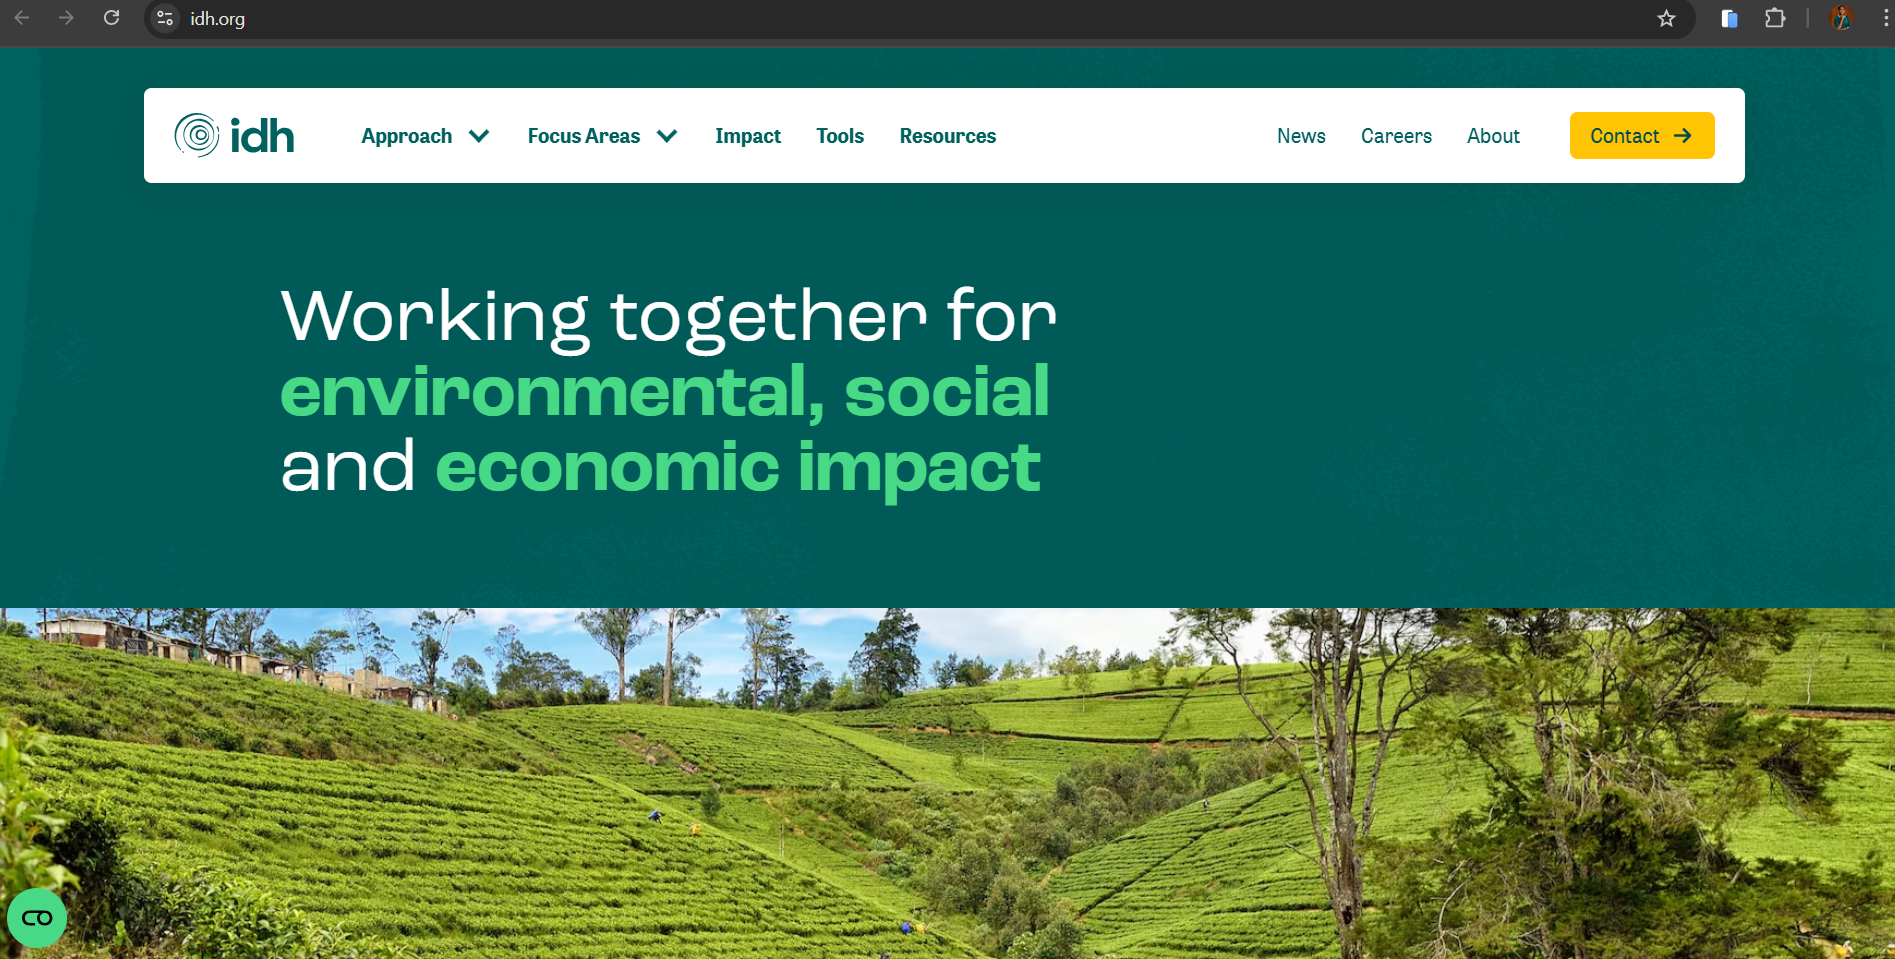 idh.org
idh
Approach
Focus Areas
Impact
Tools
Resources
News
Careers
About
Contact
Working together for
environmental, social
and economic impact